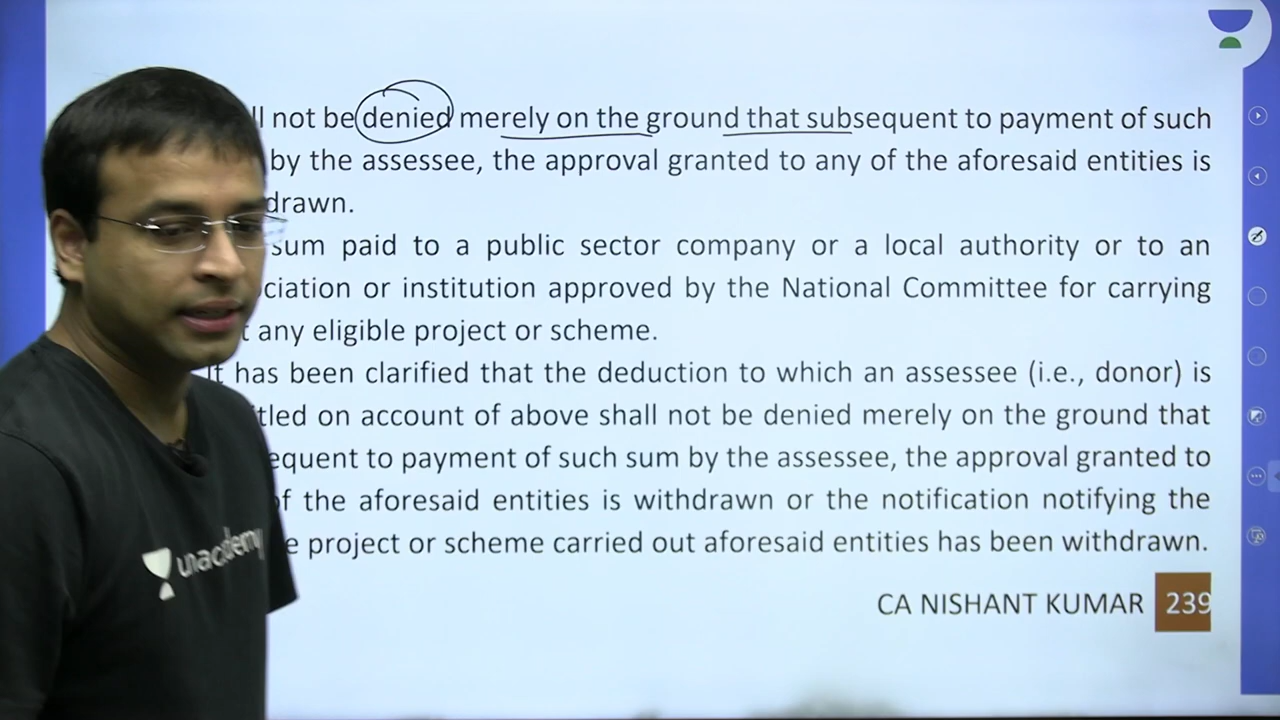 not be denied merely on the ground that subsequent to payment of such
by the assessee, the approval granted to any of the aforesaid entities is
drawn.
sum paid to a public sector company or a local authority or to an
ciation or institution approved by the National Committee for carrying
any eligible project or scheme.
It has been clarified that the deduction to which an assessee (i.e., donor) is
tled on account of above shall not be denied merely on the ground that
equent to payment of such sum by the assessee, the approval granted to
of the aforesaid entities is withdrawn or the notification notifying the
e project or scheme carried out aforesaid entities has been withdrawn.
CA NISHANT KUMAR 239
unacademy